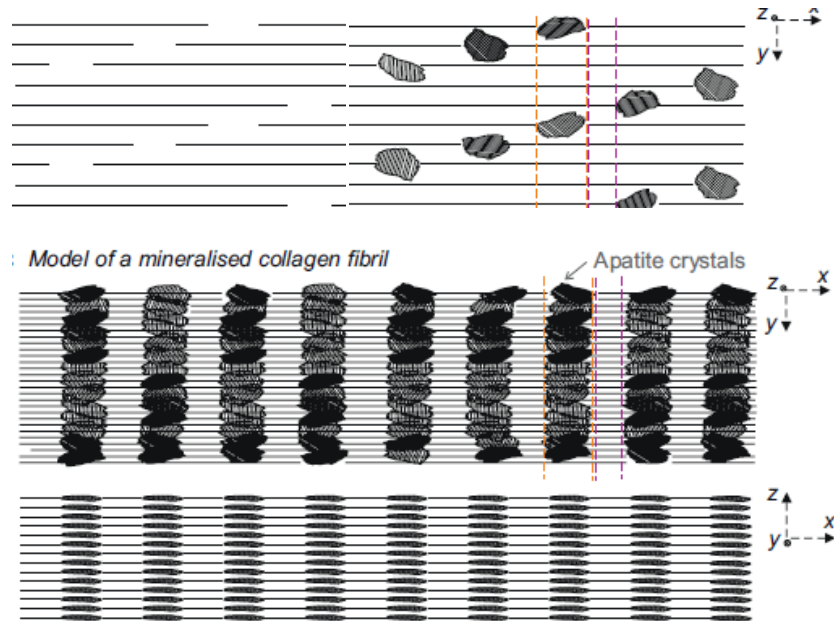 z
y
: Model of a mineralised collagen fibril
Apatite crystals
z
x
y
z
x
y